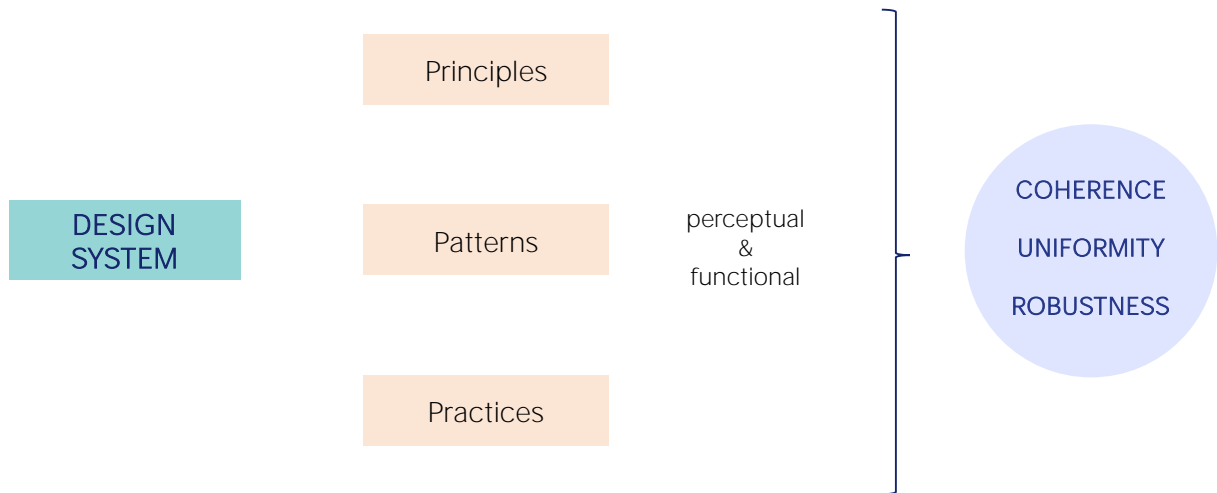 DESIGN
SYSTEM
Principles
Patterns
Practices
perceptual
&
functional
COHERENCE
UNIFORMITY
ROBUSTNESS